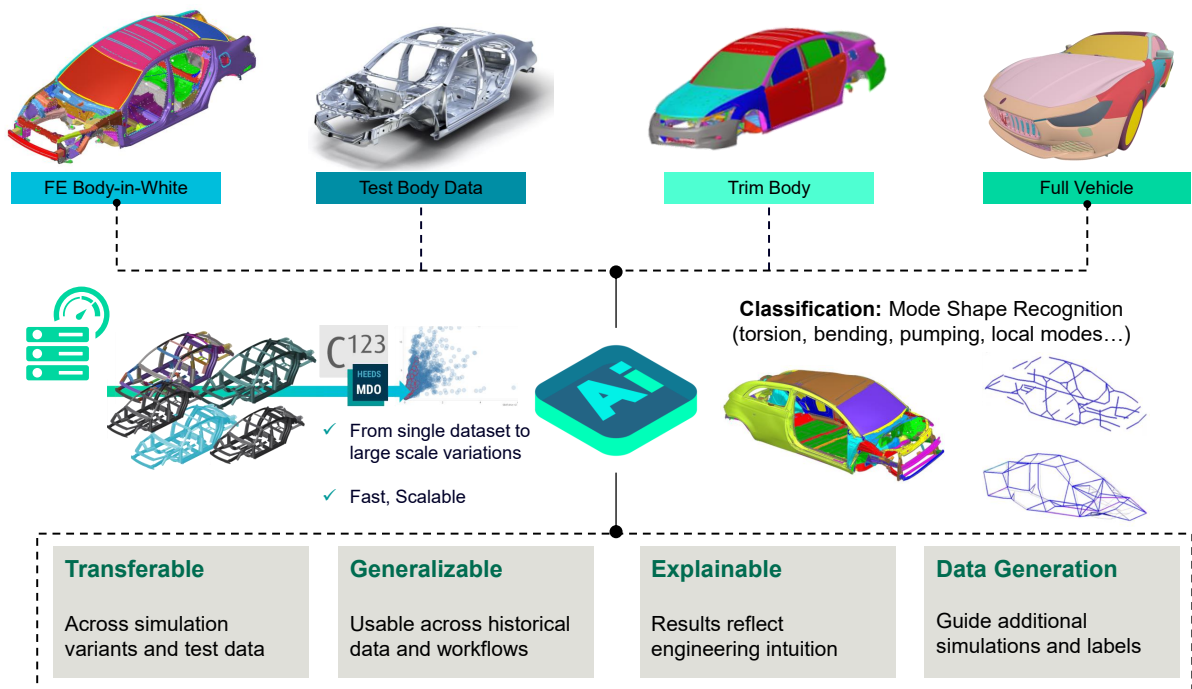 FE Body-in-White
Test Body Data
Trim Body
Full Vehicle
Classification: Mode Shape Recognition
(torsion, bending, pumping, local modes…)
C123
HEEDS
MDO
Ai
✓ From single dataset to
large scale variations
✓ Fast, Scalable
Transferable
Across simulation
variants and test data
Generalizable
Usable across historical
data and workflows
Explainable
Results reflect
engineering intuition
Data Generation
Guide additional
simulations and labels